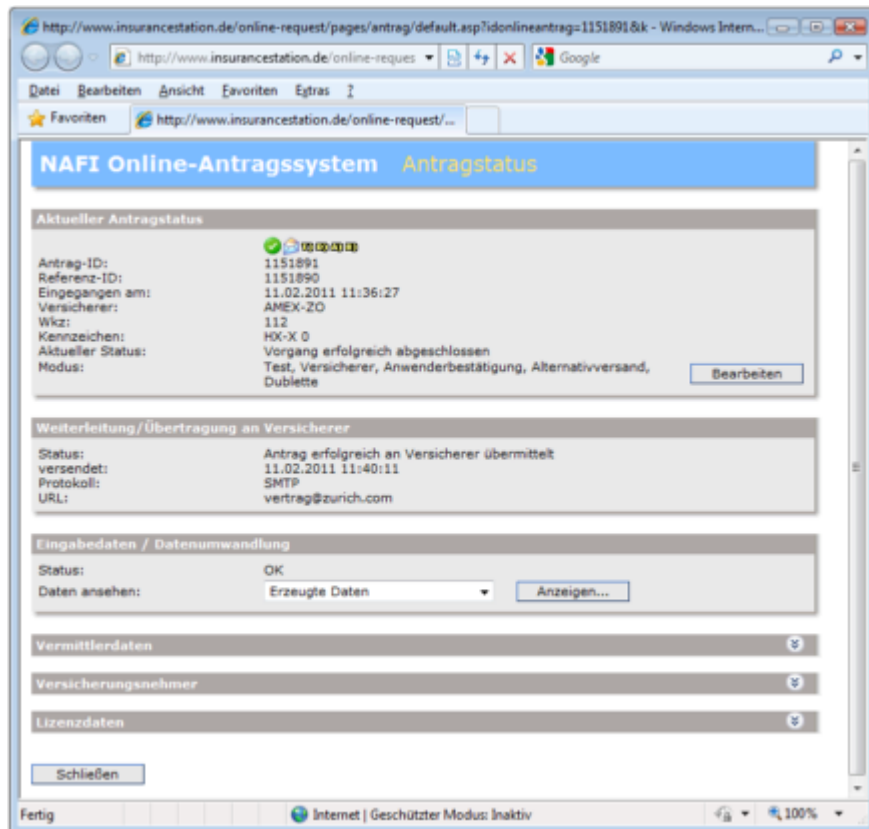 http://www.insurancestation.de/online-request/pages/antrag/default.asp?idonlineantrag=1151891&k - Windows Intern...
http://www.insurancestation.de/online-reques
Google
Datei Bearbeiten Ansicht Favoriten Extras ?
Favoriten
http://www.insurancestation.de/online-request/...
NAFI Online-Antragssystem Antragstatus
Aktueller Antragstatus
Antrag-ID: 1151891
Referenz-ID: 1151890
Eingegangen am: 11.02.2011 11:36:27
Versicherer: AMEX-ZO
Wkz: 112
Kennzeichen: HX-X 0
Aktueller Status: Vorgang erfolgreich abgeschlossen
Modus: Test, Versicherer, Anwenderbestätigung, Alternativversand,
Dublette
Bearbeiten
Weiterleitung/Übertragung an Versicherer
Status: Antrag erfolgreich an Versicherer übermittelt
versendet: 11.02.2011 11:40:11
Protokoll: SMTP
URL: vertrag@zurich.com
Eingabedaten / Datenumwandlung
Status: OK
Daten ansehen: Erzeugte Daten Anzeigen...
Vermittlerdaten
Versicherungsnehmer
Lizenzdaten
Schließen
Fertig Internet | Geschützter Modus: Inaktiv 100%